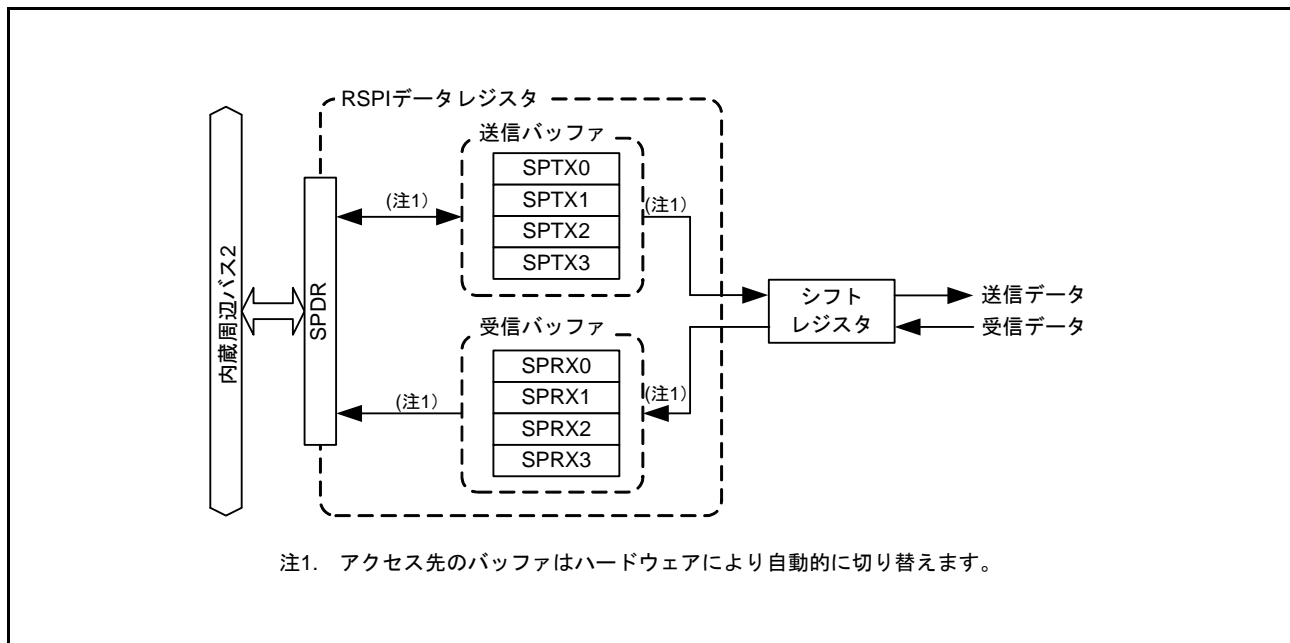 RSPIデータレジスタ
送信バッファ
SPTX0
SPTX1
SPTX2
SPTX3
(注1)
(注1)
内蔵周辺バス2
SPDR
シフト
レジスタ
送信データ
受信データ
受信バッファ
SPRX0
SPRX1
SPRX2
SPRX3
(注1)
(注1)
注1. アクセス先のバッファはハードウェアにより自動的に切り替えます。